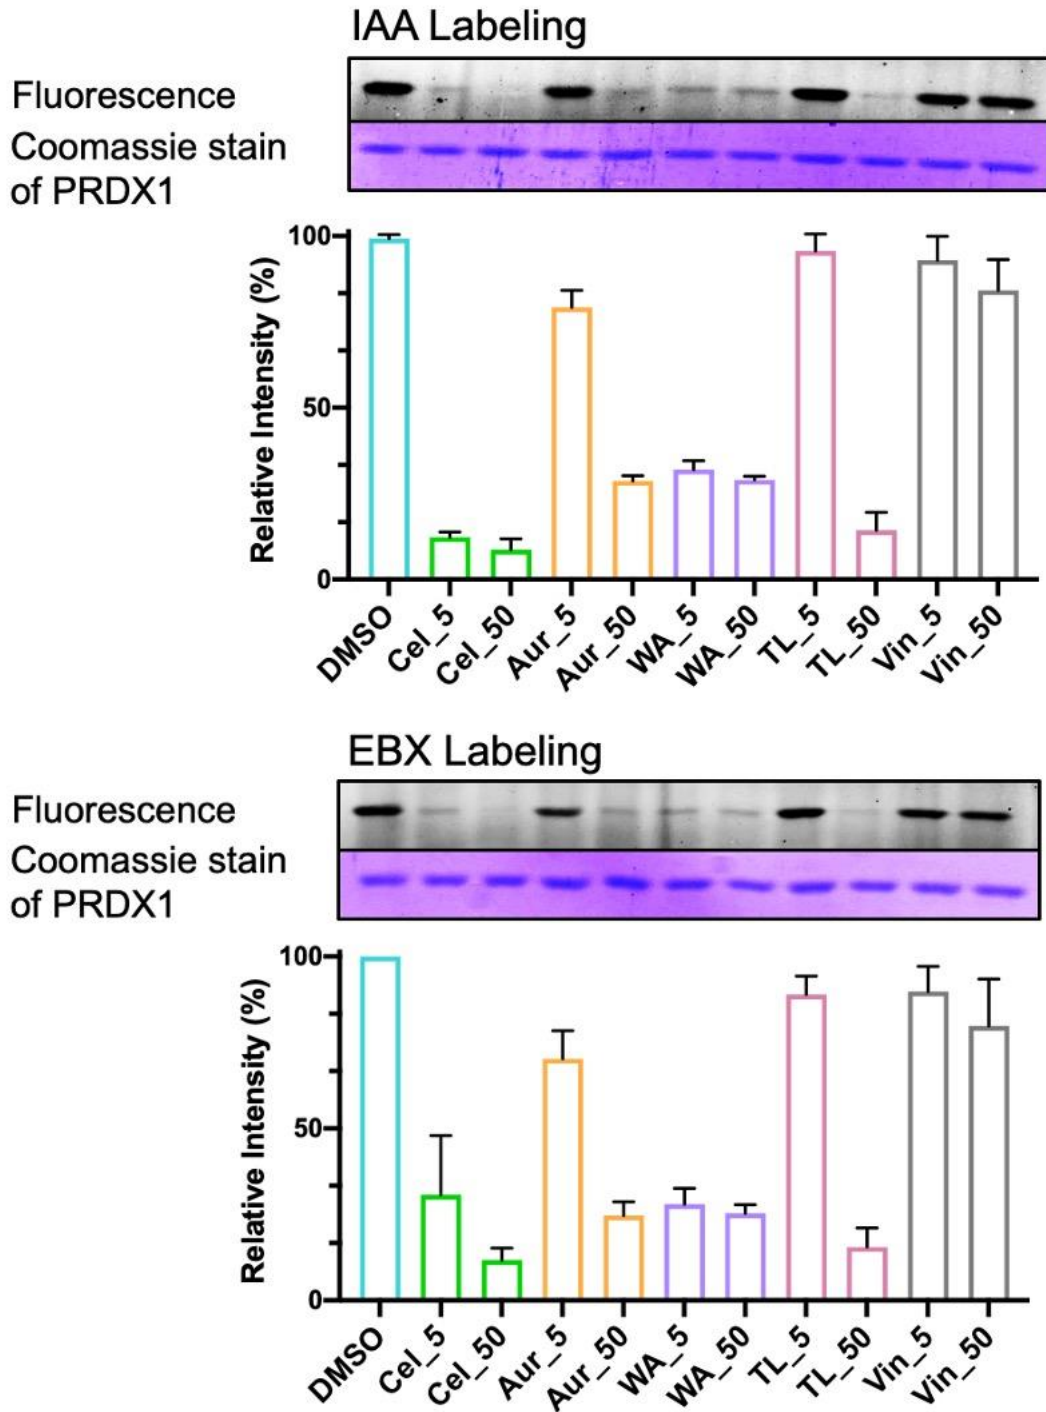 IAA Labeling
Fluorescence
Coomassie stain
of PRDX1
Relative Intensity (%)
100
50
0
DMSO
Cel_5
Cel_50
Aur_5
Aur_50
WA_5
WA_50
TL_5
TL_50
Vin_5
Vin_50
EBX Labeling
Fluorescence
Coomassie stain
of PRDX1
Relative Intensity (%)
100
50
0
DMSO
Cel_5
Cel_50
Aur_5
Aur_50
WA_5
WA_50
TL_5
TL_50
Vin_5
Vin_50